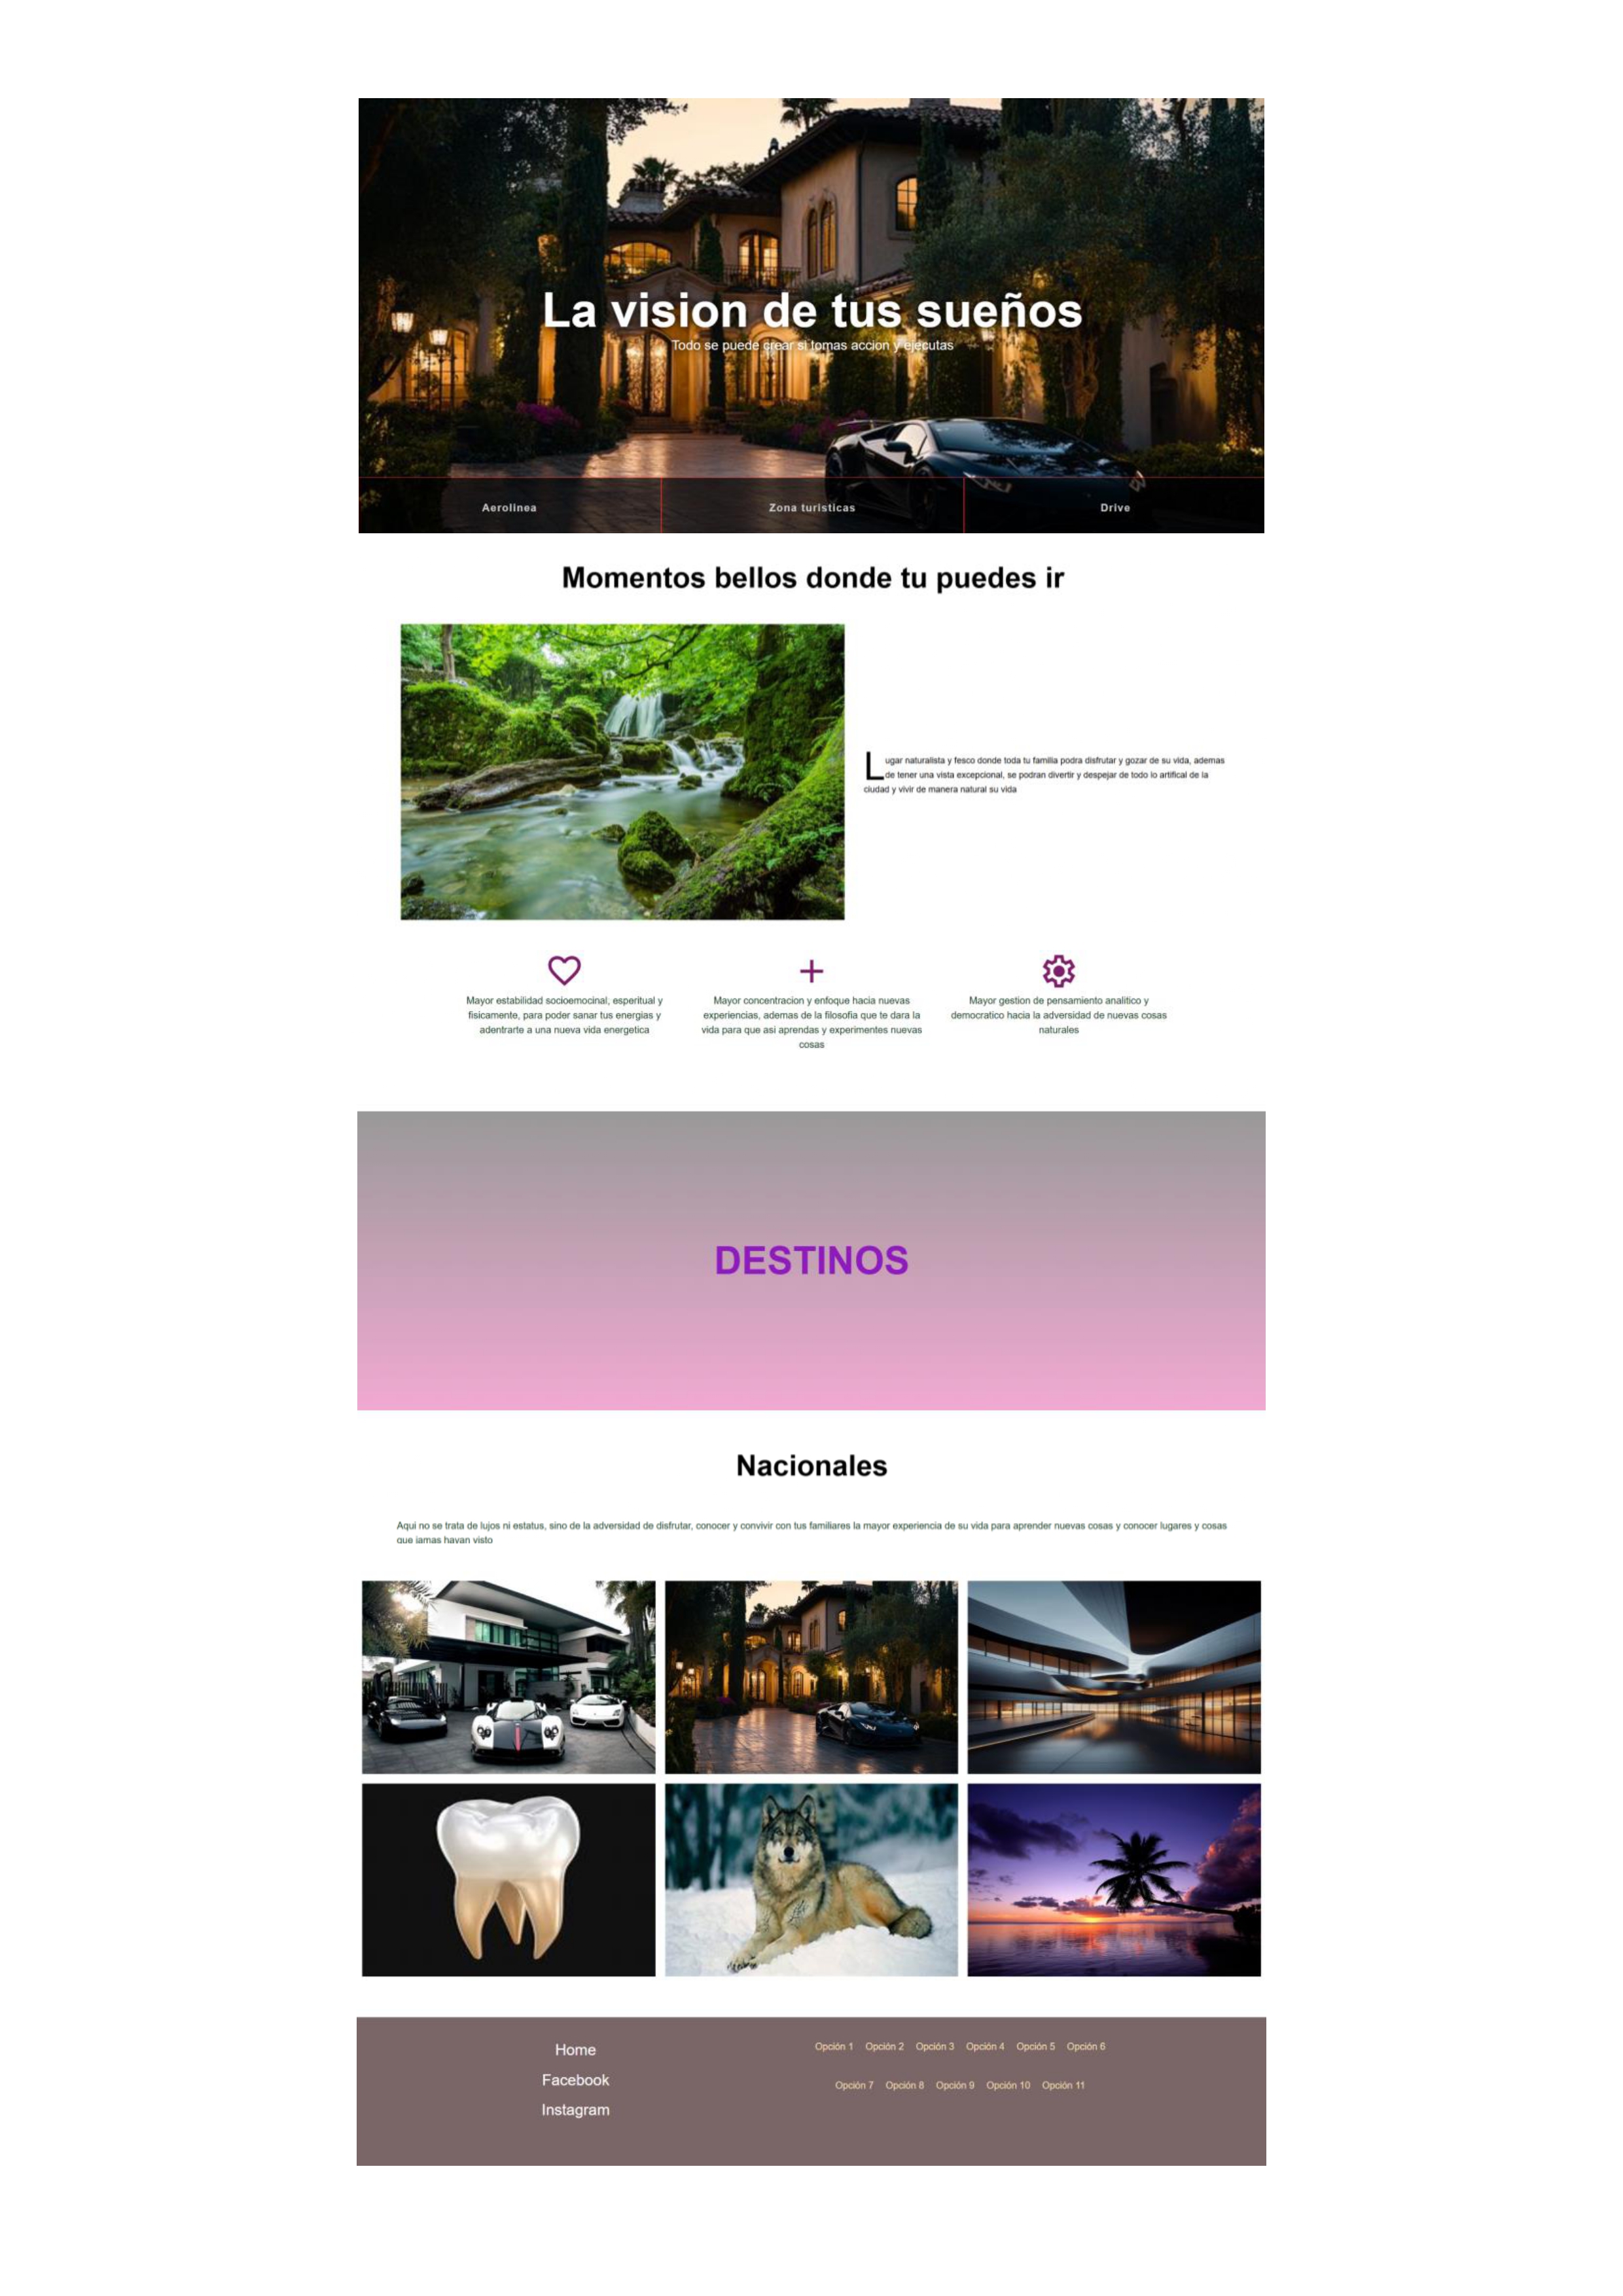 La vision de tus sueños
Todo se puede crear si tomas accion y ejecutas
Aerolinea
Zona turisticas
Drive
Momentos bellos donde tu puedes ir
Lugar naturalista y fesco donde toda tu familia podra disfrutar y gozar de su vida, ademas
de tener una vista excepcional, se podran divertir y despejar de todo lo artifical de la
ciudad y vivir de manera natural su vida
Mayor estabilidad socioemocinal, esperitual y
fisicamente, para poder sanar tus energias y
adentrarte a una nueva vida energetica
Mayor concentracion y enfoque hacia nuevas
experiencias, ademas de la filosofia que te dara la
vida para que asi aprendas y experimentes nuevas
cosas
Mayor gestion de pensamiento analitico y
democratico hacia la adversidad de nuevas cosas
naturales
DESTINOS
Nacionales
Aqui no se trata de lujos ni estatus, sino de la adversidad de disfrutar, conocer y convivir con tus familiares la mayor experiencia de su vida para aprender nuevas cosas y conocer lugares y cosas
que jamas hayan visto
Home
Facebook
Instagram
Opción 1 Opción 2 Opción 3 Opción 4 Opción 5 Opción 6
Opción 7 Opción 8 Opción 9 Opción 10 Opción 11